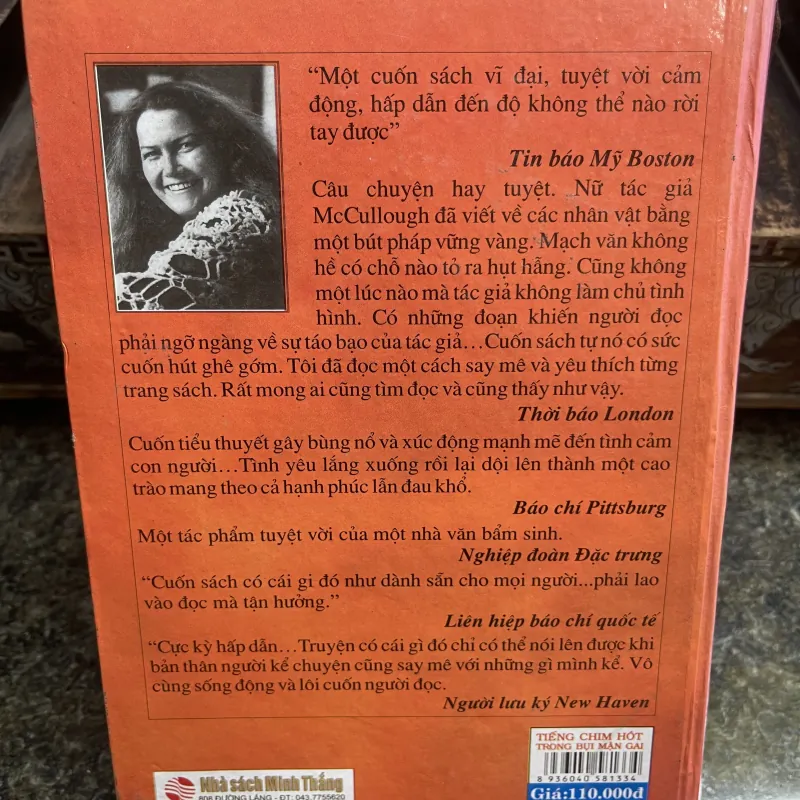 “Một cuốn sách vĩ đại, tuyệt vời cảm
động, hấp dẫn đến độ không thể nào rời
tay được”
Tin báo Mỹ Boston
Câu chuyện hay tuyệt. Nữ tác giả
McCullough đã viết về các nhân vật bằng
một bút pháp vững vàng. Mạch văn không
hề có chỗ nào tỏ ra hụt hẫng. Cũng không
một lúc nào mà tác giả không làm chủ tình
hình. Có những đoạn khiến người đọc
phải ngỡ ngàng về sự táo bạo của tác giả…Cuốn sách tự nó có sức
cuốn hút ghê gớm. Tôi đã đọc một cách say mê và yêu thích từng
trang sách. Rất mong ai cũng tìm đọc và cũng thấy như vậy.
Thời báo London
Cuốn tiểu thuyết gây bùng nổ và xúc động mạnh mẽ đến tình cảm
con người…Tình yêu lắng xuống rồi lại dội lên thành một cao
trào mang theo cả hạnh phúc lẫn đau khổ.
Báo chí Pittsburg
Một tác phẩm tuyệt vời của một nhà văn bẩm sinh.
Nghiệp đoàn Đặc trưng
“Cuốn sách có cái gi đó như dành sẵn cho mọi người...phải lao
vào đọc mà tận hưởng.”
Liên hiệp báo chí quốc tế
“Cực kỳ hấp dẫn…Truyện có cái gì đó chỉ có thể nói lên được khi
bản thân người kể chuyện cũng say mê với những gì mình kể. Vô
cùng sống động và lôi cuốn người đọc.
Người lưu ký New Haven
TIẾNG CHIM HÓT
TRONG BỤI MẬN GAI
8 936040 581334
Giá:110.000đ
Nhà sách Minh Thắng
808 ĐƯỜNG LÁNG - ĐT: 043.7755620